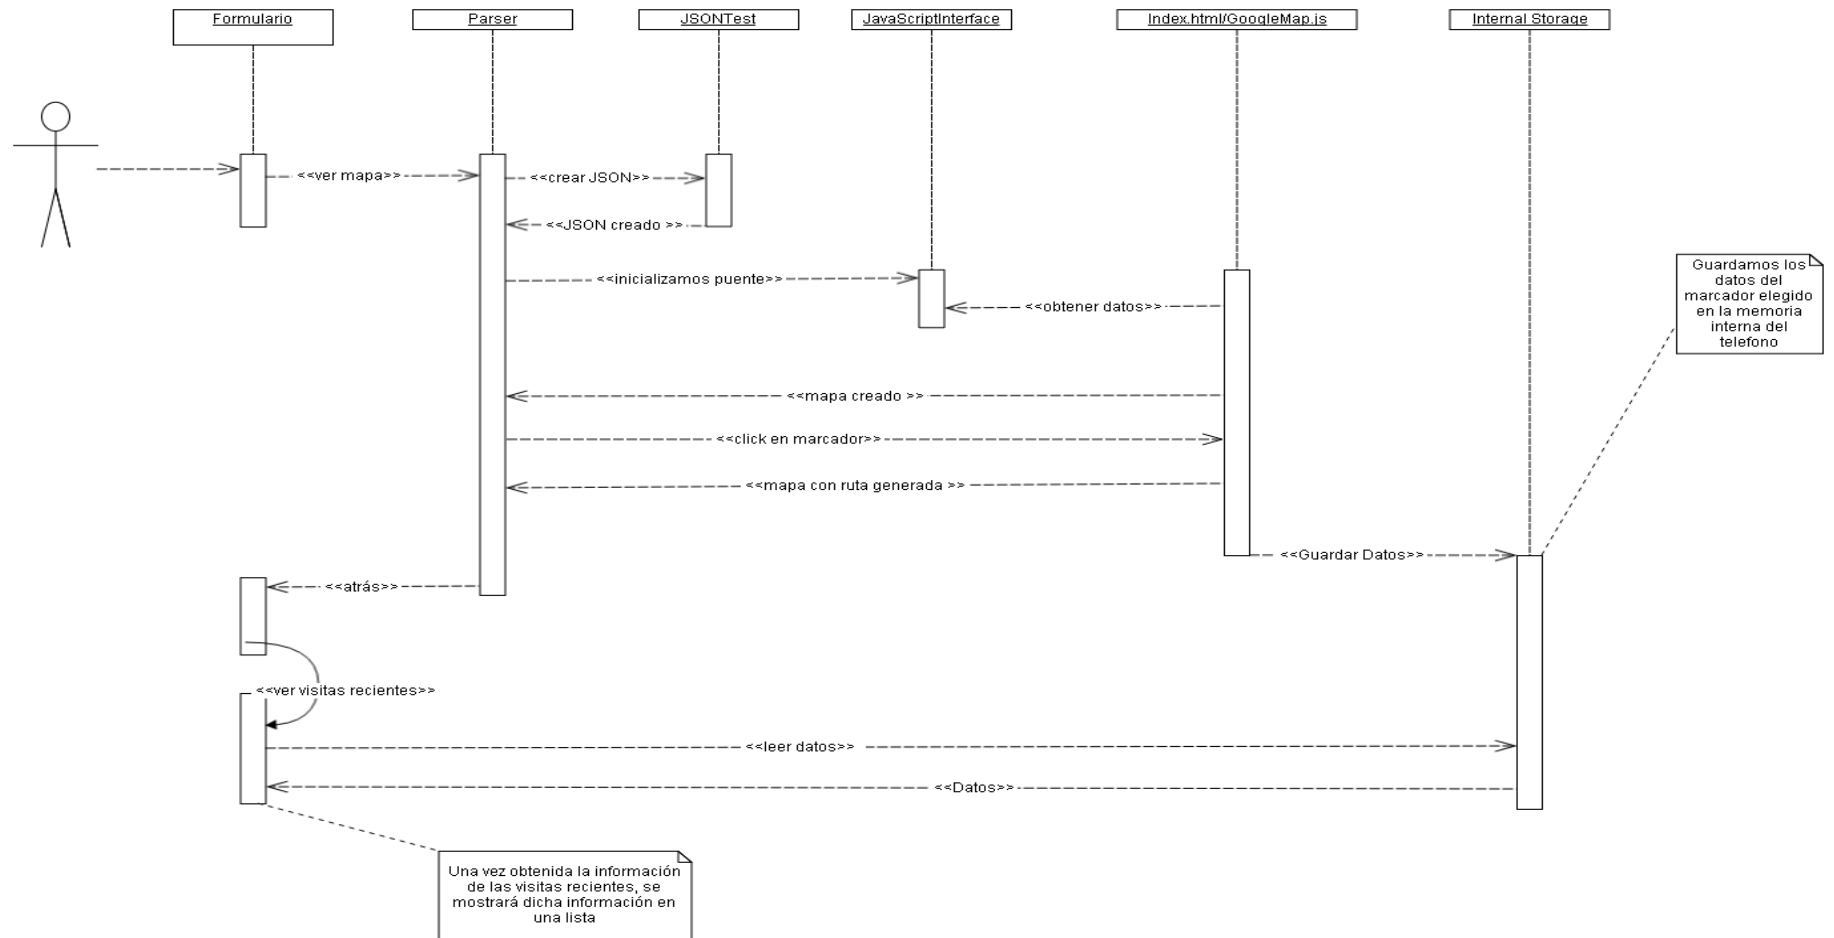 Formulario
Parser
JSONTest
JavaScriptInterface
Index.html/GoogleMap.js
Internal Storage
<<ver mapa>>
<<crear JSON>>
<<JSON creado >>
<<inicializamos puente>>
<<obtener datos>>
Guardamos los
datos del
marcador elegido
en la memoria
interna del
telefono
<<mapa creado >>
<<click en marcador>>
<<mapa con ruta generada >>
<<Guardar Datos>>
<<atrás>>
<<ver visitas recientes>>
<<leer datos>>
<<Datos>>
Una vez obtenida la información
de las visitas recientes, se
mostrará dicha información en
una lista